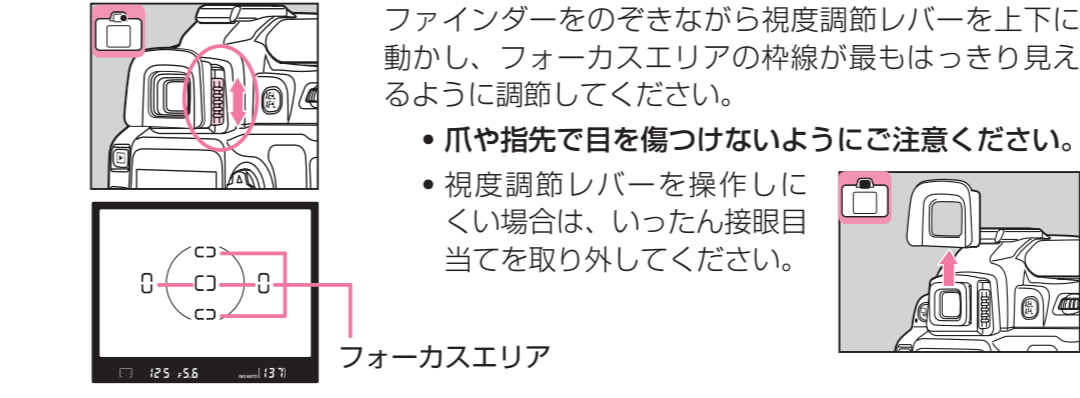 ファインダーをのぞきながら視度調節レバーを上下に
動かし、フォーカスエリアの枠線が最もはっきり見え
るように調節してください。
• 爪や指先で目を傷つけないようにご注意ください。
• 視度調節レバーを操作しに
くい場合は、いったん接眼目
当てを取り外してください。
フォーカスエリア
125 F5.6 ISO AUTO [137]